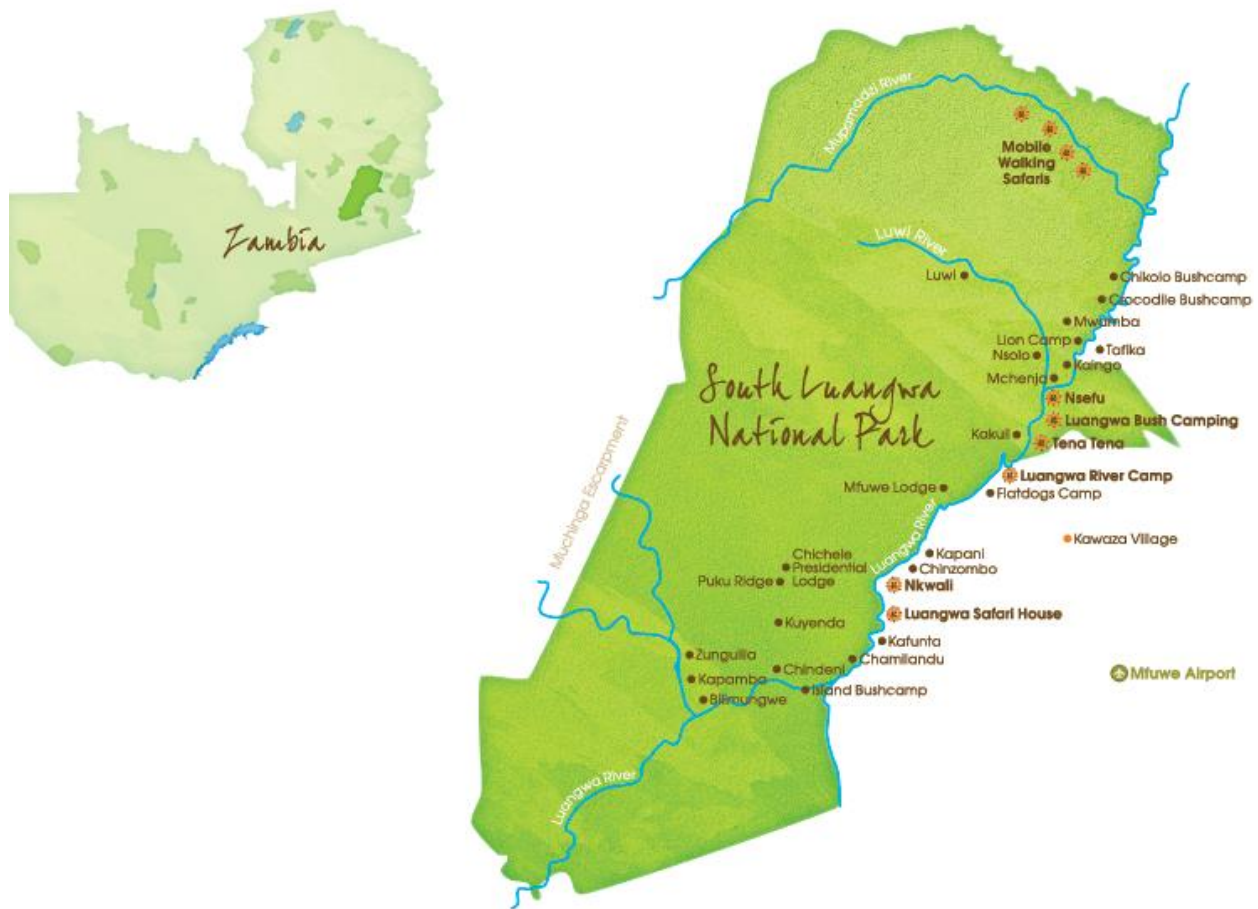 Zambia
Mupamadzi River
Mobile
Walking
Safaris
Luwi River
Luwi
Chikolo Bushcamp
Crocodile Bushcamp
Mwumba
Lion Camp
Tafika
Nsolo
Kaingo
Mchenja
South Luangwa
National Park
Nsefu
Luangwa Bush Camping
Kakuli
Tena Tena
Muchinga Escarpment
Luangwa River Camp
Mfuwe Lodge
Flatdogs Camp
Luangwa River
Kawaza Village
Kapani
Chichele
Presidential
Lodge
Chinzombo
Puku Ridge
Nkwali
Luangwa Safari House
Kuyenda
Kafunta
Zungulila
Chamilandu
Chindeni
Mfuwe Airport
Kapamba
Island Bushcamp
Bilimungwe
Luangwa River